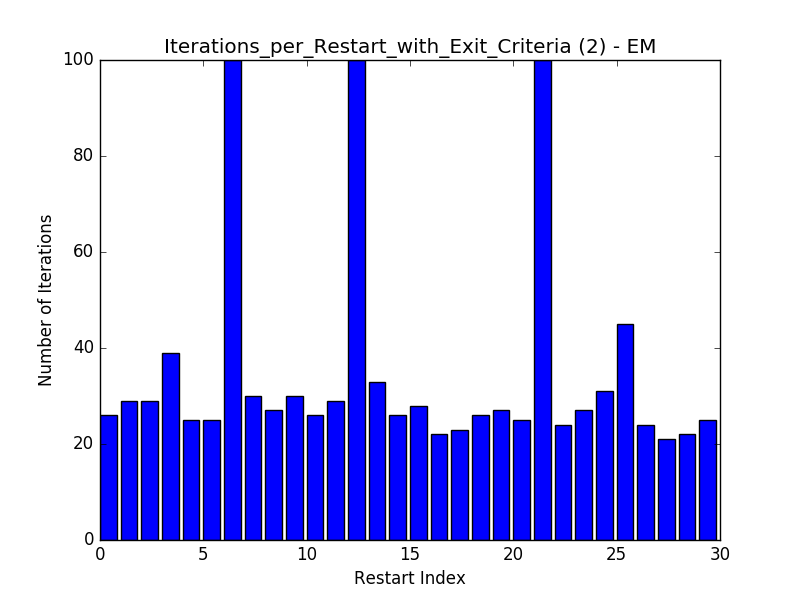 Iterations_per_Restart_with_Exit_Criteria (2) - EM
100
80
60
40
20
0
Number of Iterations
0 5 10 15 20 25 30
Restart Index